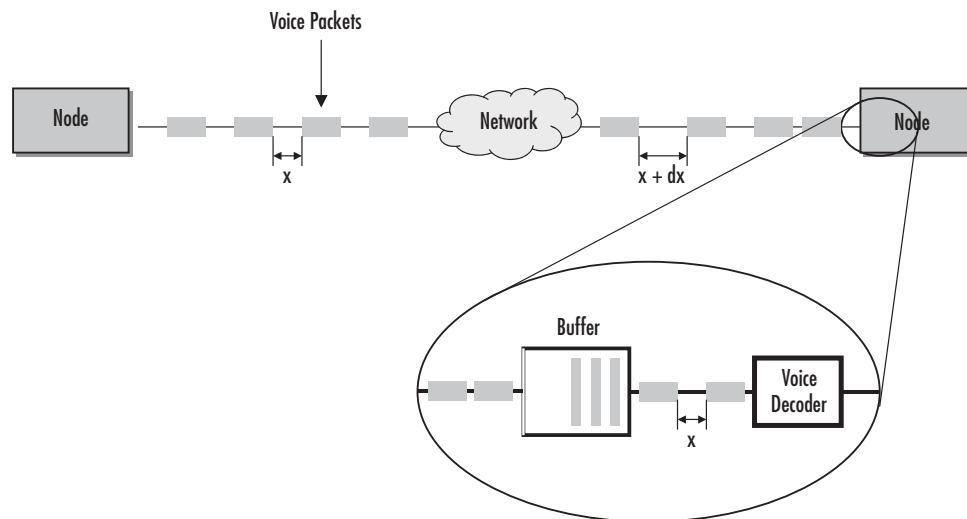 Voice Packets
Node
Network
Node
x
x + dx
Buffer
Voice
Decoder
x